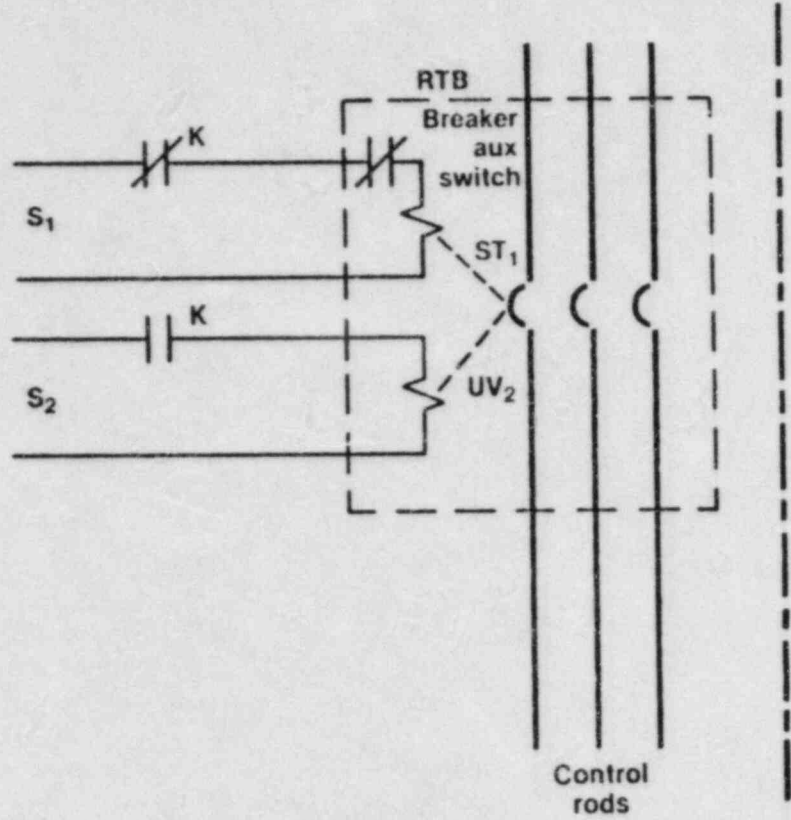 RTB
Breaker
aux
switch
K
S₁
ST₁
K
S₂
UV₂
Control
rods